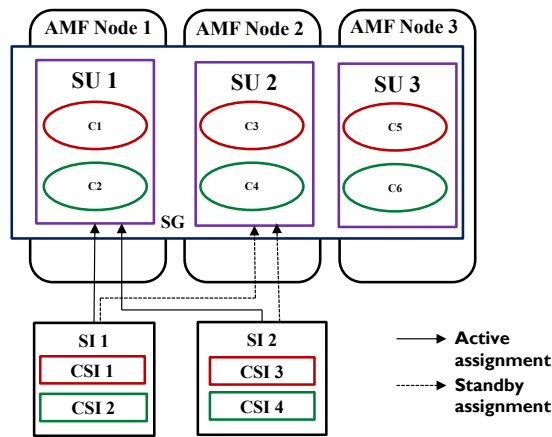 AMF Node 1
AMF Node 2
AMF Node 3
SU 1
SU 2
SU 3
C1
C3
C5
C2
C4
C6
SG
SI 1
SI 2
CSI 1
CSI 3
CSI 2
CSI 4
Active
assignment
Standby
assignment